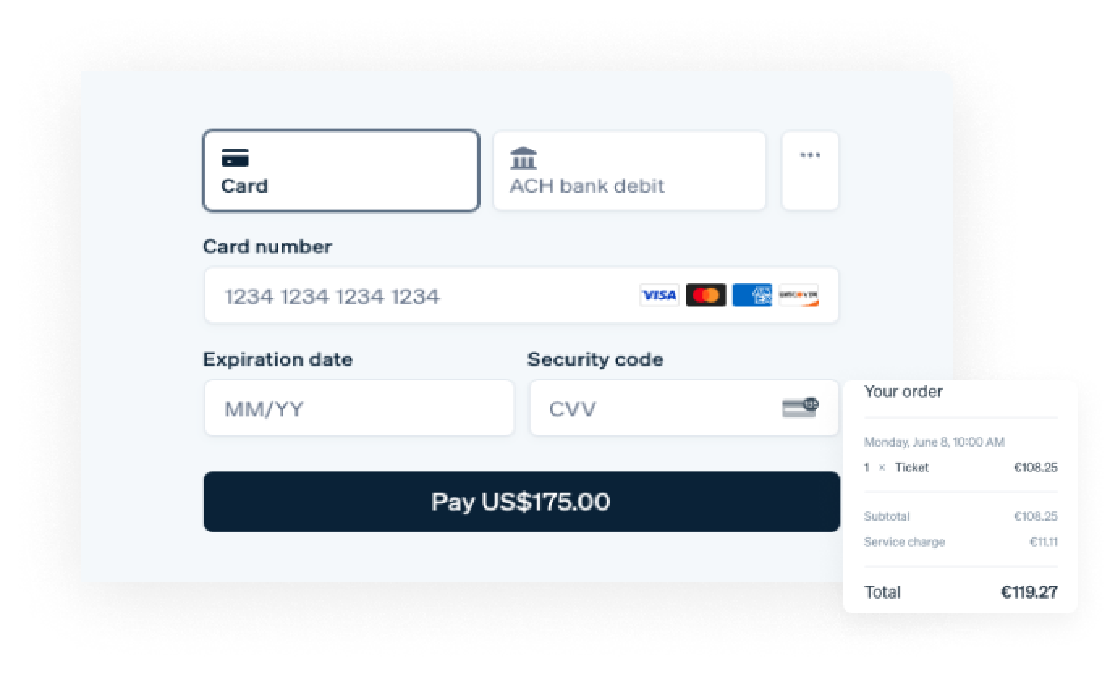 Card
ACH bank debit
Card number
1234 1234 1234 1234
VISA
Expiration date
Security code
MM/YY
CVV
Pay US$175.00
Your order
Monday, June 8, 10:00 AM
1 × Ticket €108.25
Subtotal €108.25
Service charge €11.11
Total €119.27